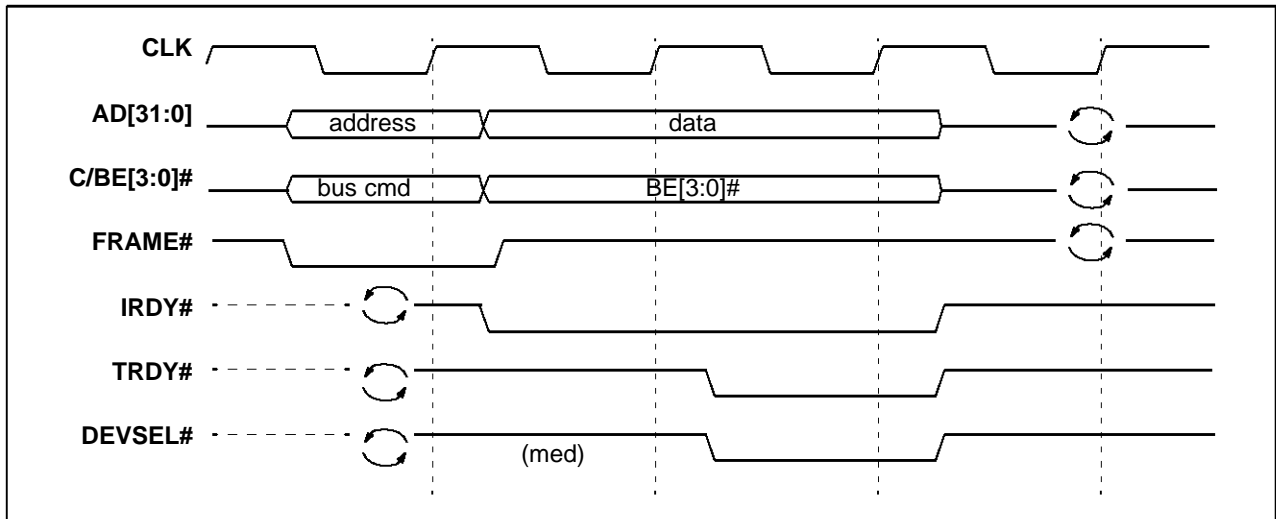 CLK
AD[31:0]
address
data
C/BE[3:0]#
bus cmd
BE[3:0]#
FRAME#
IRDY#
TRDY#
DEVSEL#
(med)